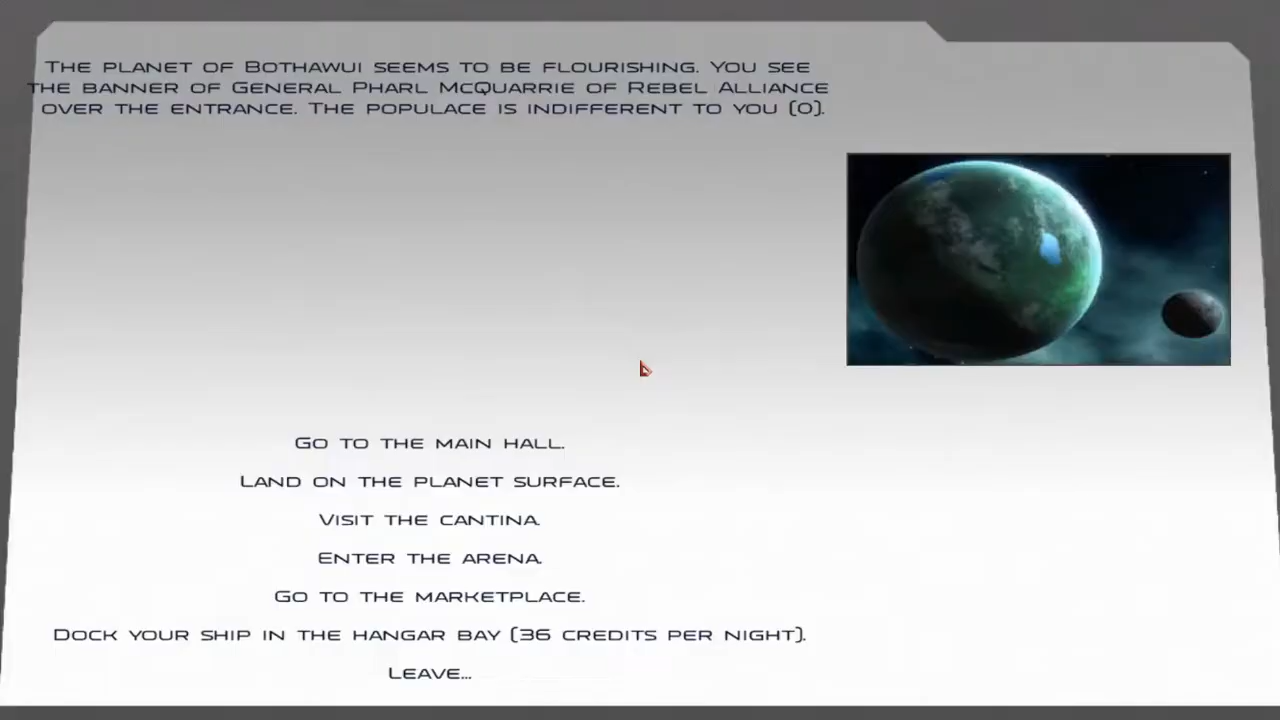 The planet of Bothawui seems to be flourishing. You see
the banner of General Pharl McQuarrie of Rebel Alliance
over the entrance. The populace is indifferent to you (0).
Go to the main hall.
Land on the planet surface.
Visit the cantina.
Enter the arena.
Go to the marketplace.
Dock your ship in the hangar bay (36 credits per night).
Leave...